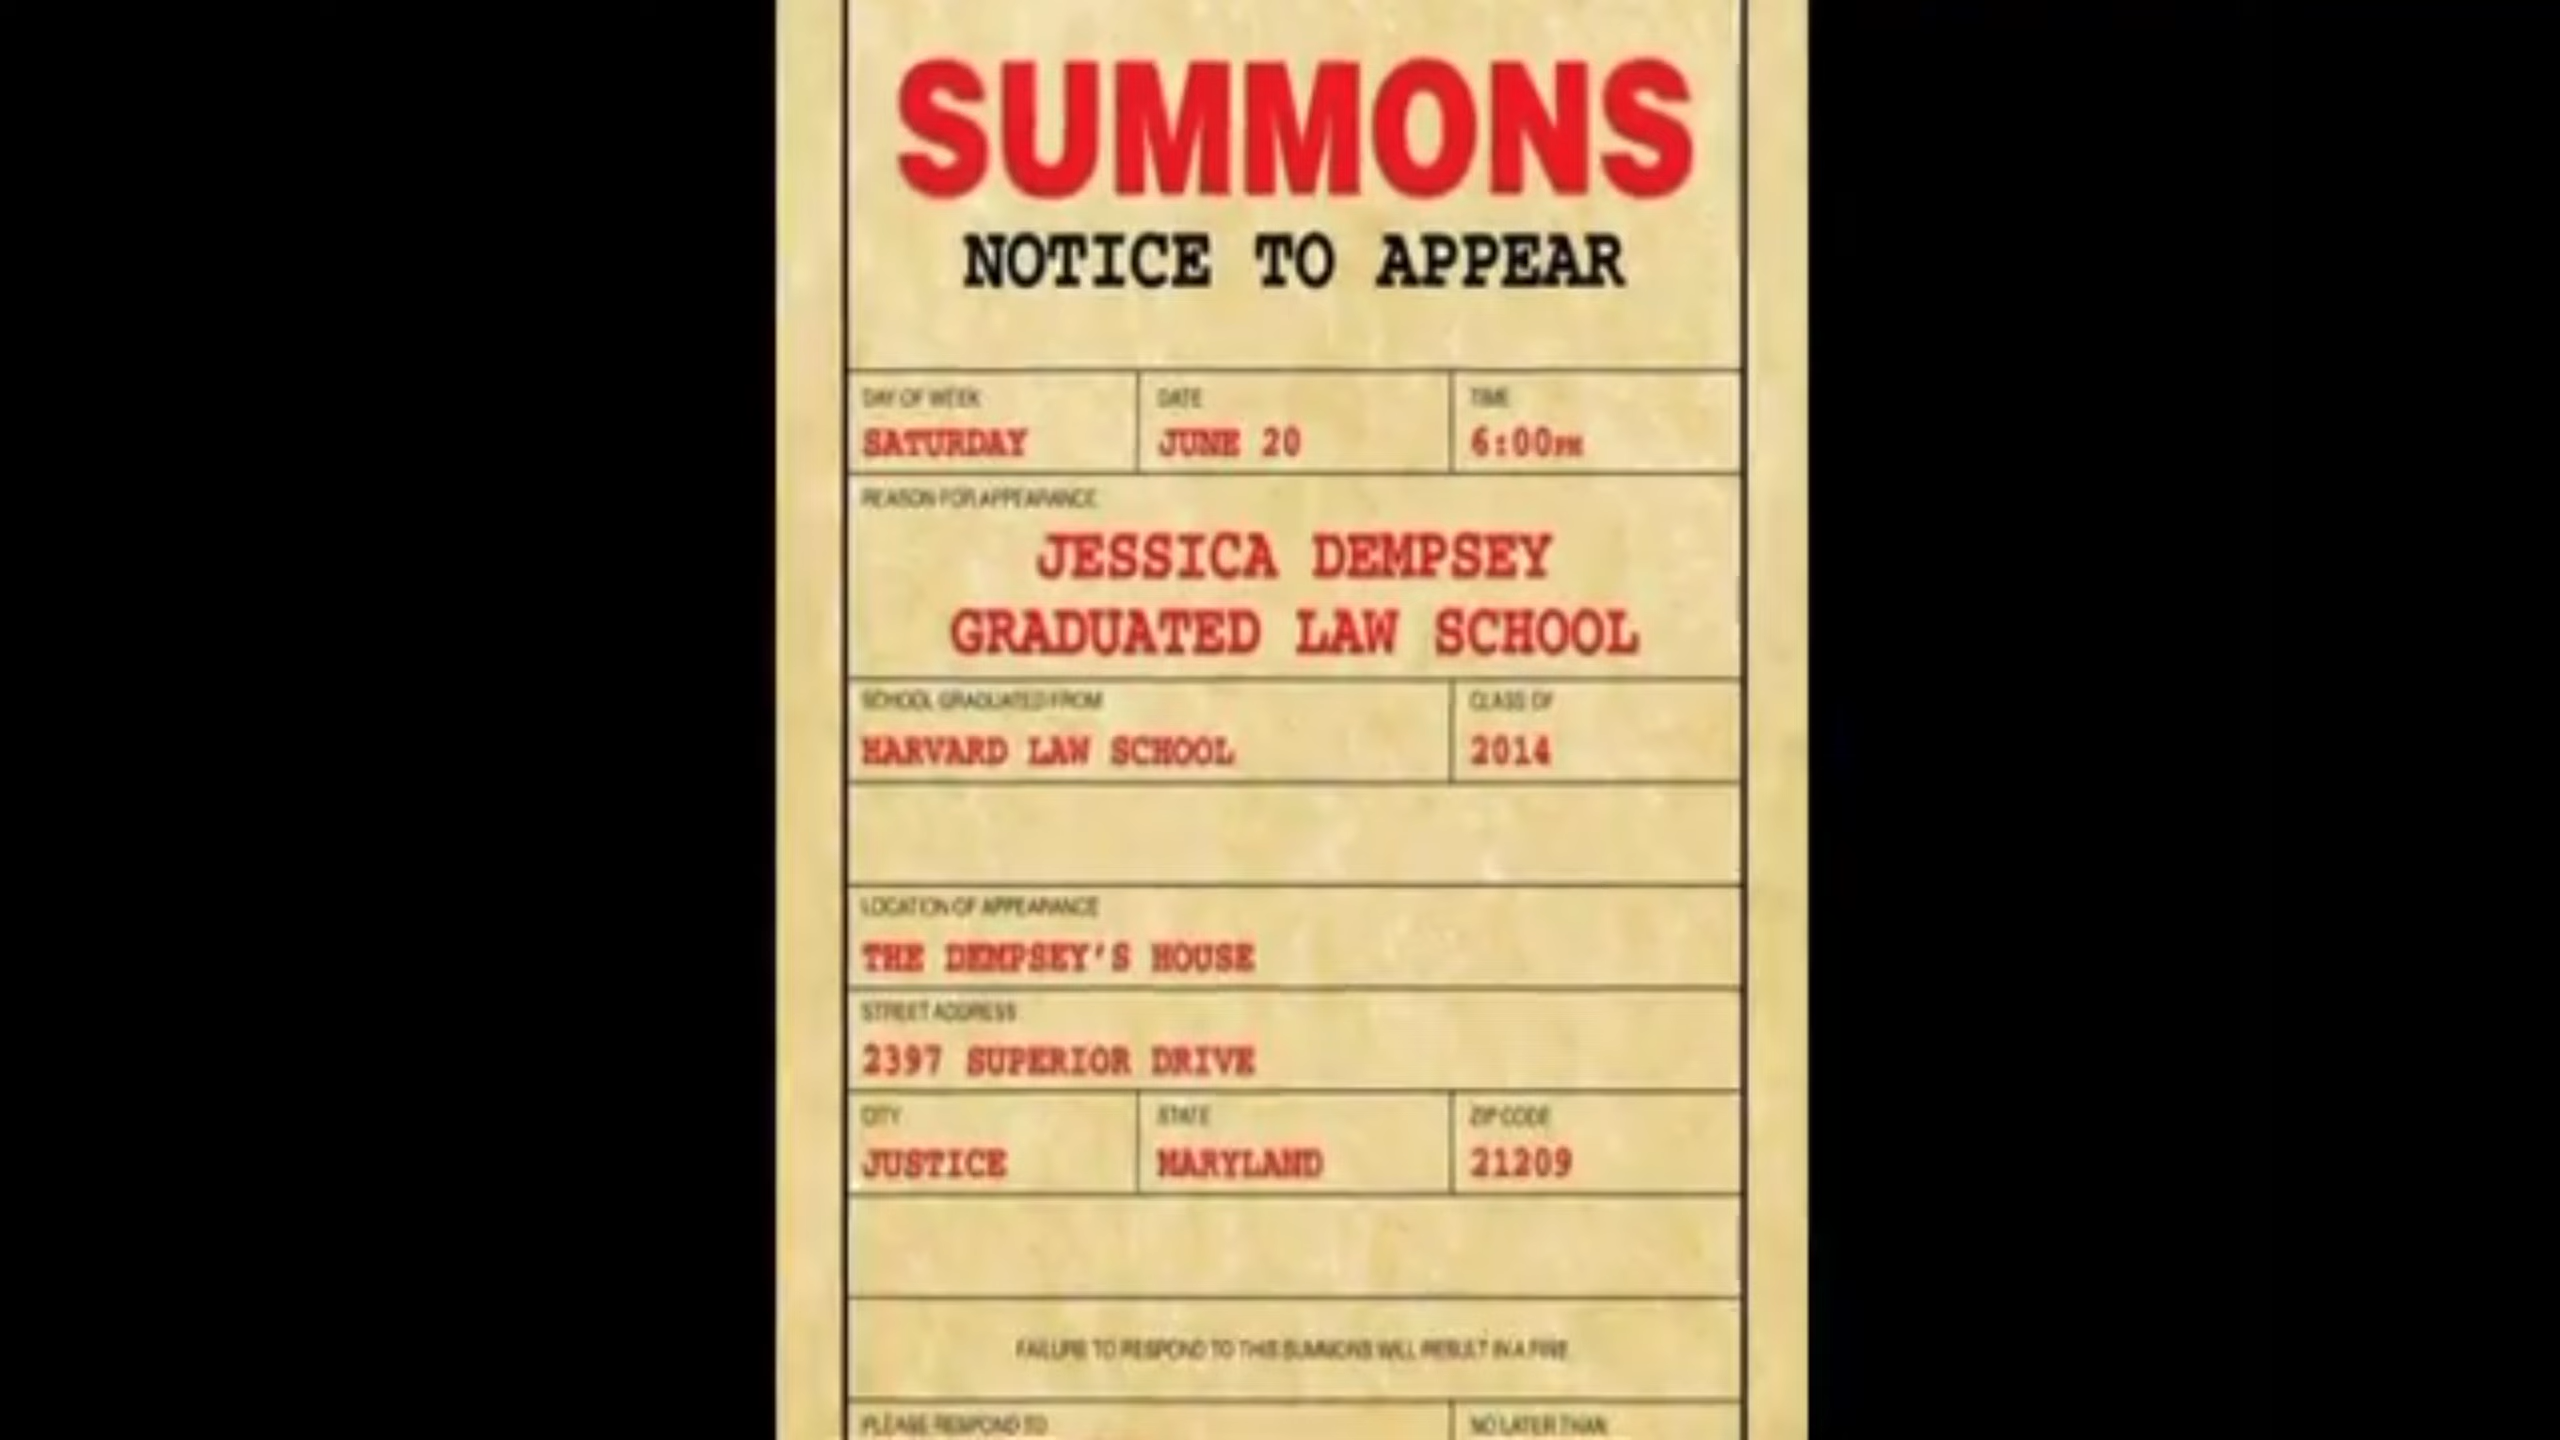 SUMMONS
NOTICE TO APPEAR
DAY OF WEEK DATE TIME
SATURDAY JUNE 20 6:00PM
REASON FOR APPEARANCE
JESSICA DEMPSEY
GRADUATED LAW SCHOOL
SCHOOL GRADUATED FROM CLASS OF
HARVARD LAW SCHOOL 2014
LOCATION OF APPEARANCE
THE DEMPSEY'S HOUSE
STREET ADDRESS
2397 SUPERIOR DRIVE
CITY STATE ZIP CODE
JUSTICE MARYLAND 21209
FAILURE TO RESPOND TO THIS SUMMONS WILL RESULT IN A FINE
PLEASE RESPOND TO NO LATER THAN